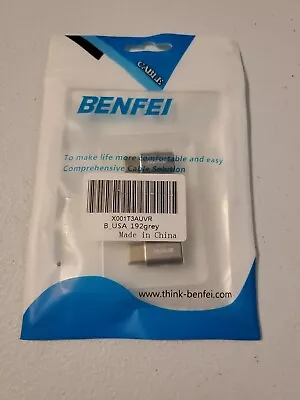 CABLE
BENFEI
To make life more comfortable and easy
Comprehensive Cable Solution
X001T3AUVR
B_USA_192grey
Made in China
www.think-benfei.com